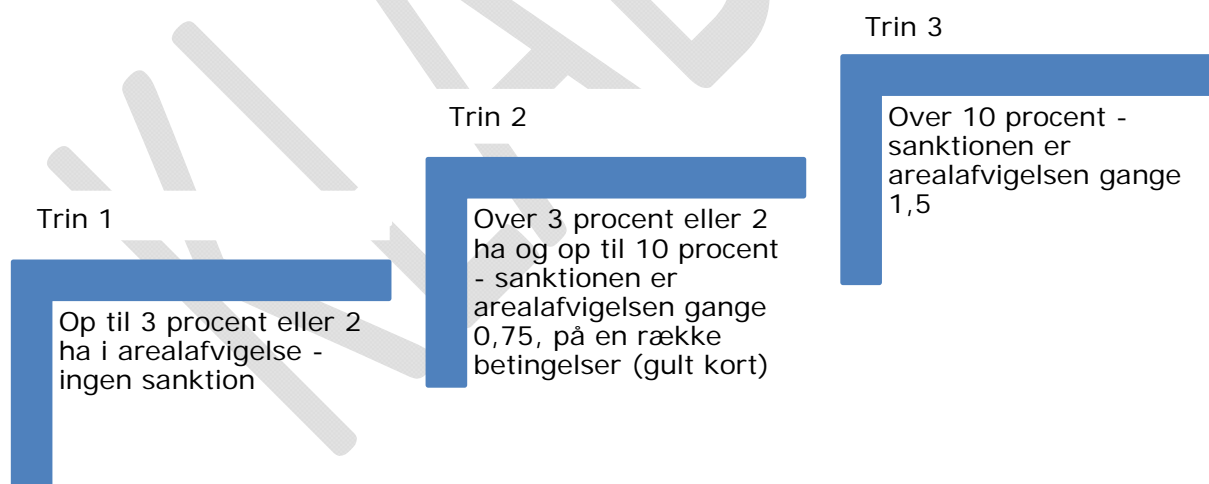 Trin 1
Op til 3 procent eller 2
ha i arealafvigelse -
ingen sanktion
Trin 2
Over 3 procent eller 2
ha og op til 10 procent
- sanktionen er
arealafvigelsen gange
0,75, på en række
betingelser (gult kort)
Trin 3
Over 10 procent -
sanktionen er
arealafvigelsen gange
1,5